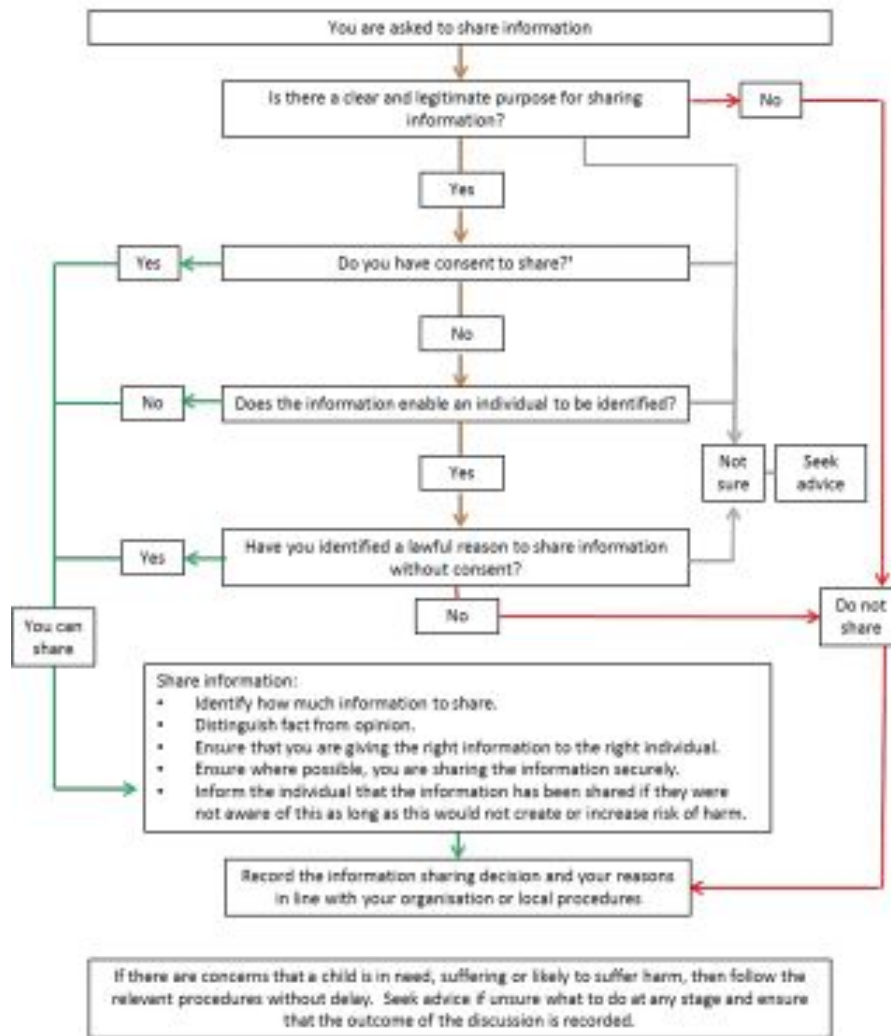 You are asked to share information
Is there a clear and legitimate purpose for sharing
information?
No
Yes
Yes
Do you have consent to share?*
No
No
Does the information enable an individual to be identified?
Yes
Not
sure
Seek
advice
Yes
Have you identified a lawful reason to share information
without consent?
No
Do not
share
You can
share
Share information:
• Identify how much information to share.
• Distinguish fact from opinion.
• Ensure that you are giving the right information to the right individual.
• Ensure where possible, you are sharing the information securely.
• Inform the individual that the information has been shared if they were
not aware of this as long as this would not create or increase risk of harm.
Record the information sharing decision and your reasons
in line with your organisation or local procedures
If there are concerns that a child is in need, suffering or likely to suffer harm, then follow the
relevant procedures without delay. Seek advice if unsure what to do at any stage and ensure
that the outcome of the discussion is recorded.